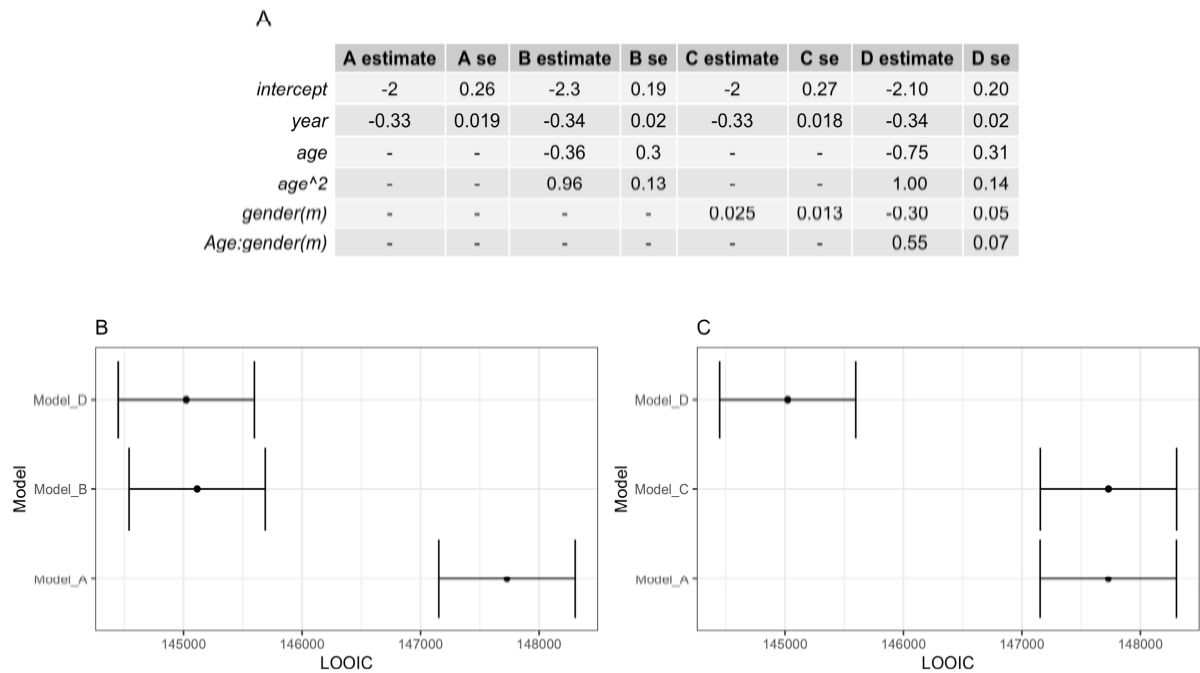 A
A estimate A se B estimate B se C estimate C se D estimate D se
intercept -2 0.26 -2.3 0.19 -2 0.27 -2.10 0.20
year -0.33 0.019 -0.34 0.02 -0.33 0.018 -0.34 0.02
age - - -0.36 0.3 - - -0.75 0.31
age^2 - - 0.96 0.13 - - 1.00 0.14
gender(m) - - - - 0.025 0.013 -0.30 0.05
Age:gender(m) - - - - - - 0.55 0.07
B
Model_D
Model_B
Model_A
Model
145000 146000 147000 148000
LOOIC
C
Model_D
Model_C
Model_A
Model
145000 146000 147000 148000
LOOIC